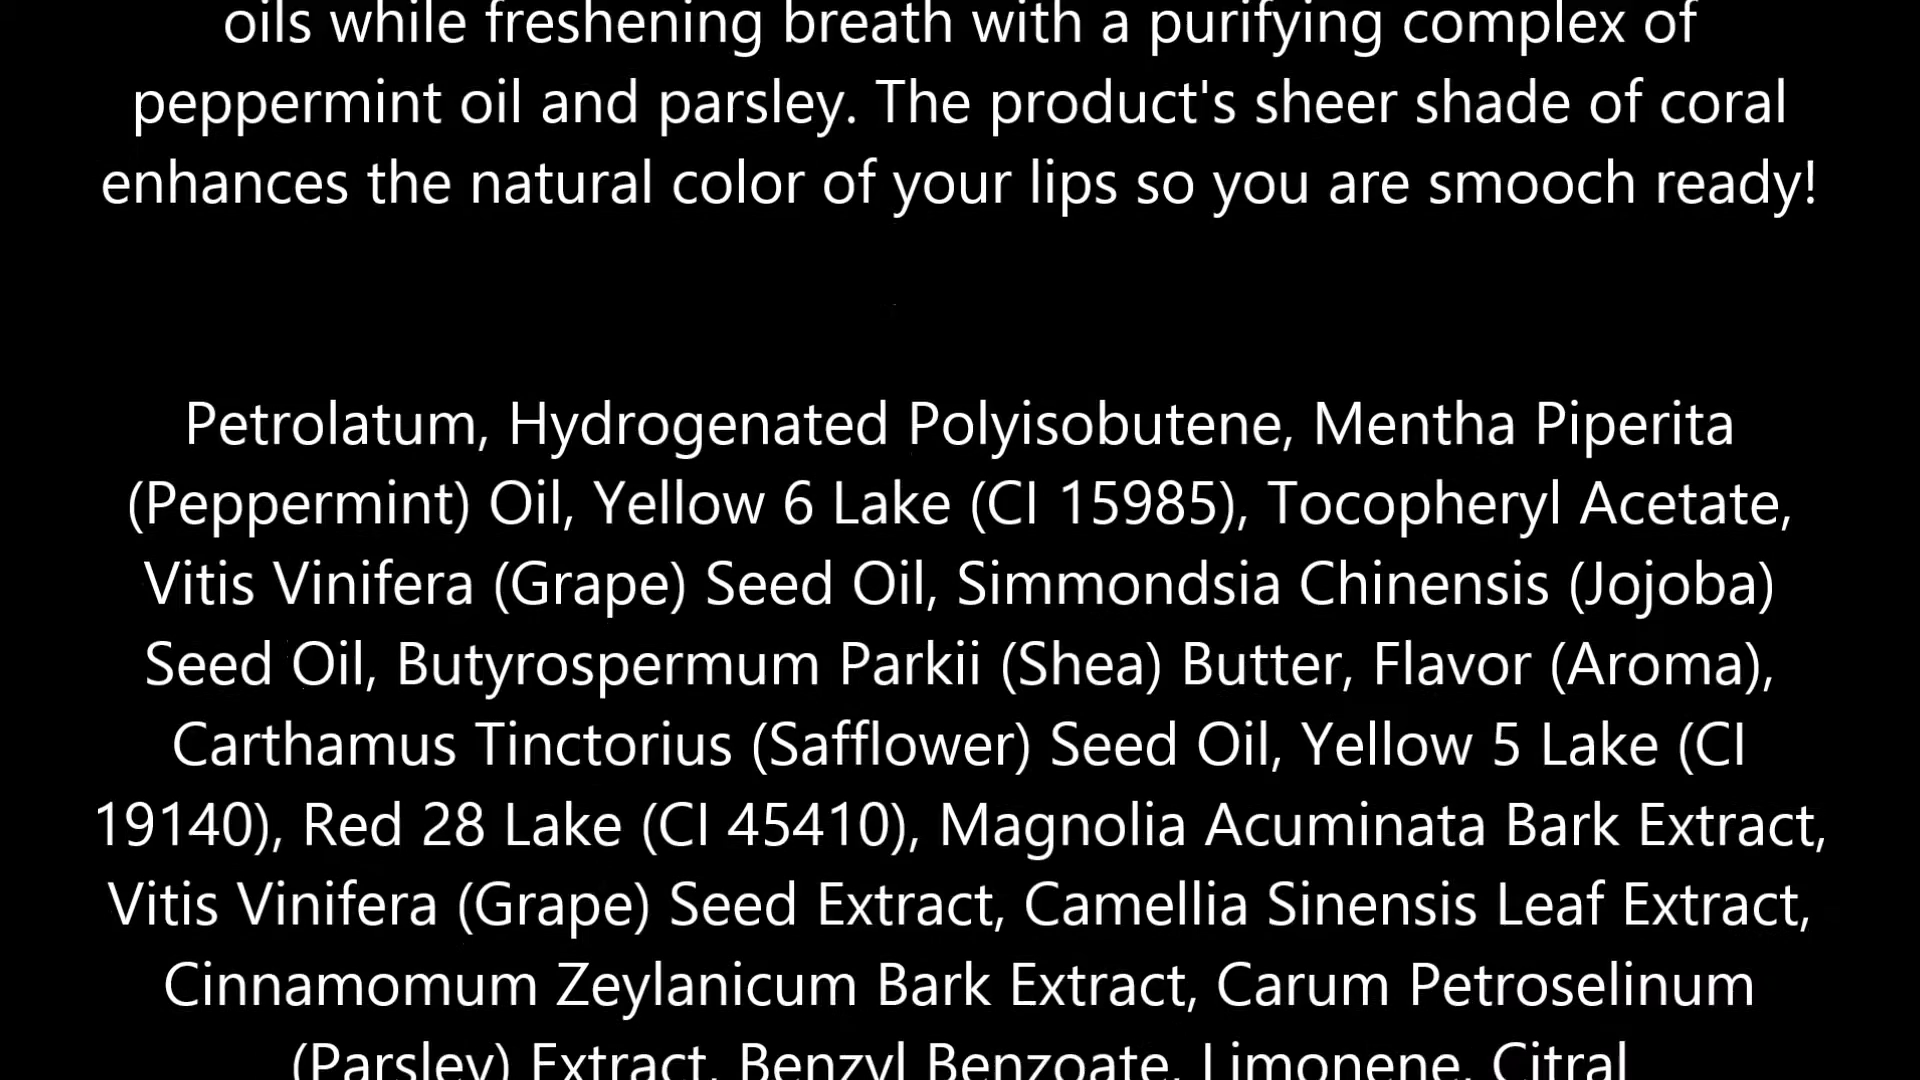 oils while freshening breath with a purifying complex of
peppermint oil and parsley. The product's sheer shade of coral
enhances the natural color of your lips so you are smooch ready!
Petrolatum, Hydrogenated Polyisobutene, Mentha Piperita
(Peppermint) Oil, Yellow 6 Lake (CI 15985), Tocopheryl Acetate,
Vitis Vinifera (Grape) Seed Oil, Simmondsia Chinensis (Jojoba)
Seed Oil, Butyrospermum Parkii (Shea) Butter, Flavor (Aroma),
Carthamus Tinctorius (Safflower) Seed Oil, Yellow 5 Lake (CI
19140), Red 28 Lake (CI 45410), Magnolia Acuminata Bark Extract,
Vitis Vinifera (Grape) Seed Extract, Camellia Sinensis Leaf Extract,
Cinnamomum Zeylanicum Bark Extract, Carum Petroselinum
(Parsley) Extract, Benzyl Benzoate, Limonene, Citral